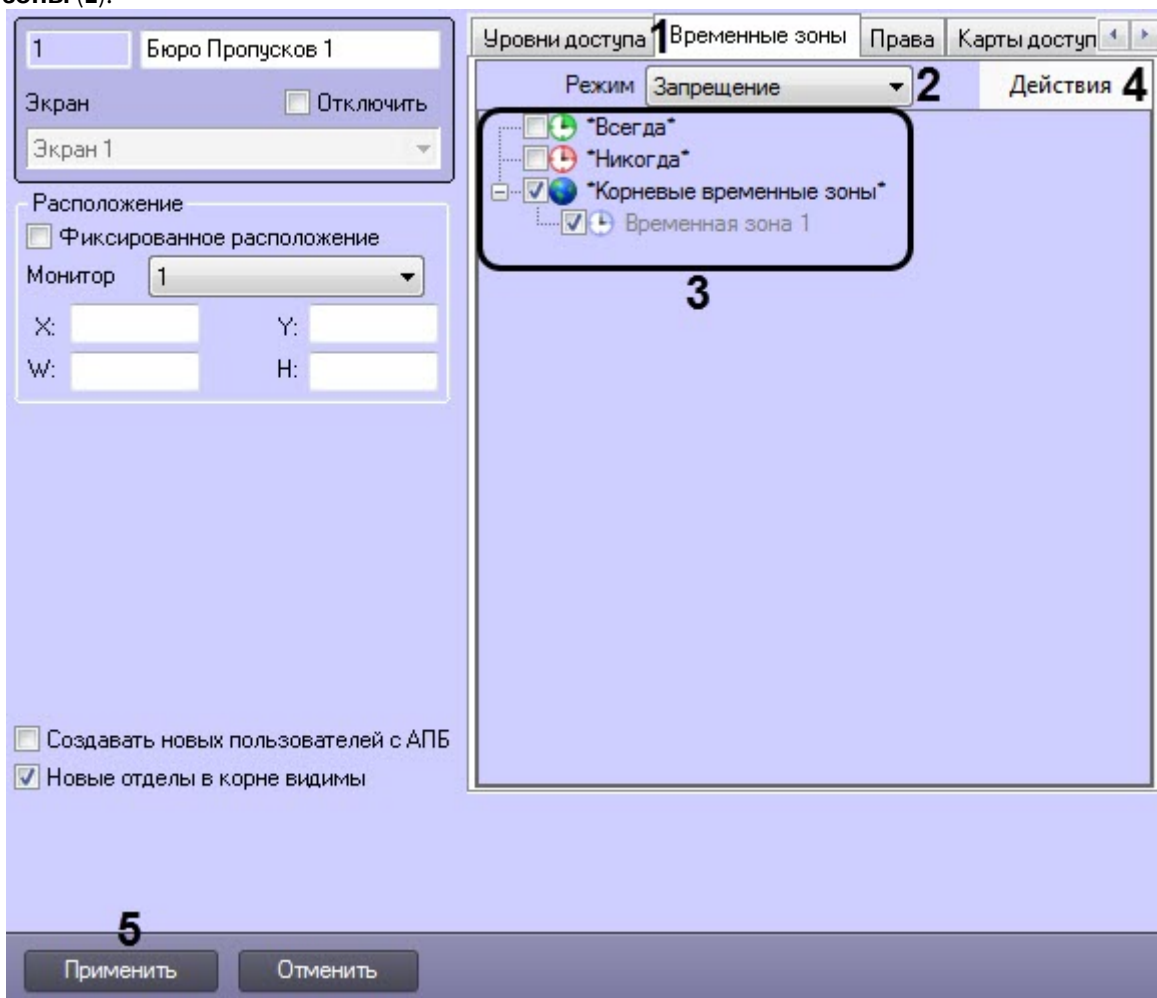 зоны (1).
1 Бюро Пропусков 1
Экран Отключить
Экран 1
Расположение
Фиксированное расположение
Монитор 1
X: Y:
W: H:
Создавать новых пользователей с АПБ
Новые отделы в корне видимы
Уровни доступа 1 Временные зоны Права Карты доступ
Режим Запрещение 2 Действия 4
*Всегда*
*Никогда*
*Корневые временные зоны*
Временная зона 1
3
5
Применить Отменить